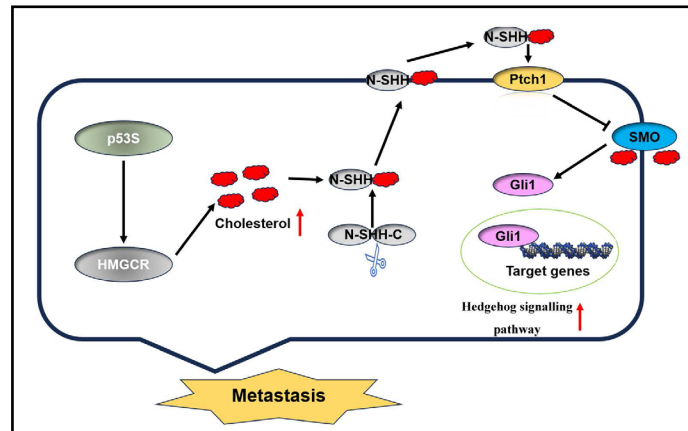 N-SHH
N-SHH
Ptch1
p53S
SMO
N-SHH
Gli1
Cholesterol
N-SHH-C
Gli1
HMGCR
Target genes
Hedgehog signalling
pathway
Metastasis